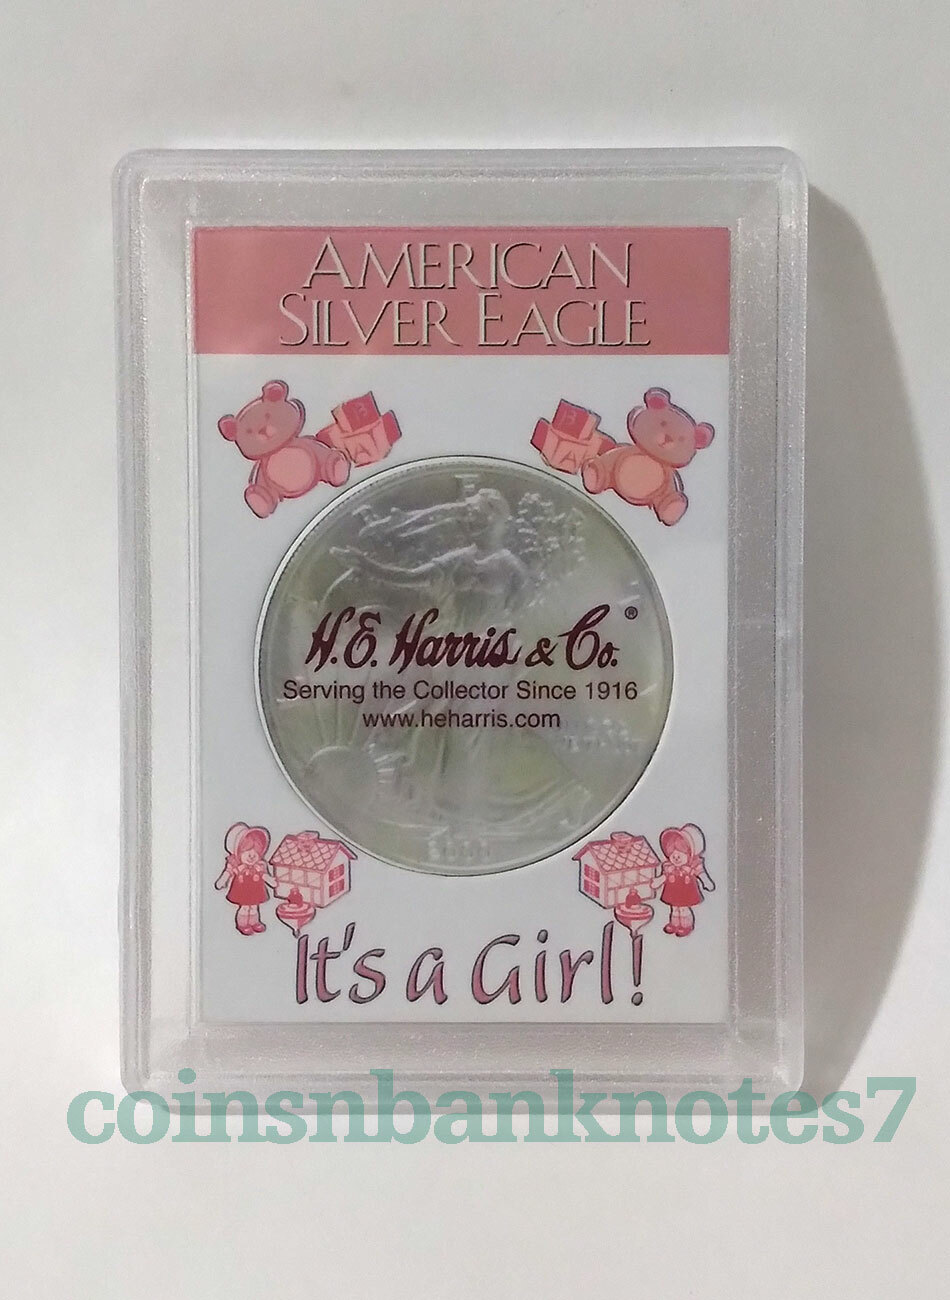 AMERICAN
SILVER EAGLE
B
A
B
A
H.E. Harris & Co.®
Serving the Collector Since 1916
www.heharris.com
It's a Girl!
coinsnbanknotes7